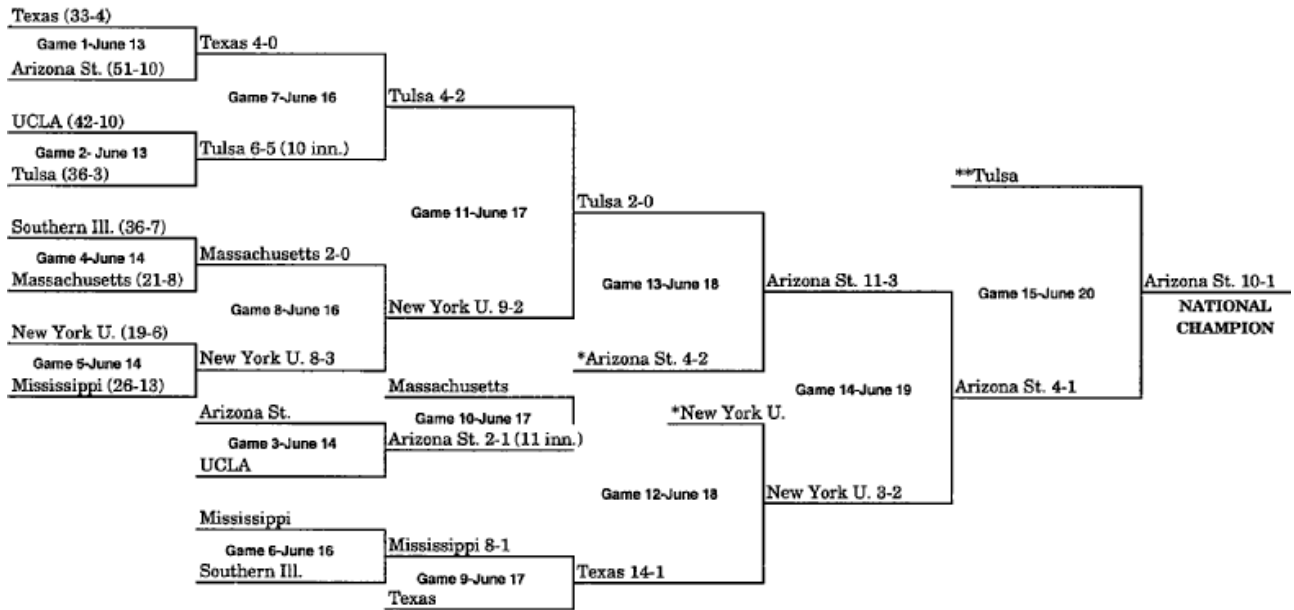 Texas (33-4)
Game 1-June 13
Arizona St. (51-10)
Texas 4-0
Game 7-June 16
UCLA (42-10)
Game 2- June 13
Tulsa (36-3)
Tulsa 6-5 (10 inn.)
Tulsa 4-2
Game 11-June 17
Southern Ill. (36-7)
Game 4-June 14
Massachusetts (21-8)
Massachusetts 2-0
Game 8-June 16
New York U. (19-6)
Game 5-June 14
Mississippi (26-13)
New York U. 8-3
New York U. 9-2
Tulsa 2-0
Game 13-June 18
*Arizona St. 4-2
Massachusetts
Game 10-June 17
Arizona St. 2-1 (11 inn.)
Arizona St.
Game 3-June 14
UCLA
Mississippi
Game 6-June 16
Southern Ill.
Mississippi 8-1
Game 9-June 17
Texas
*New York U.
Game 12-June 18
Texas 14-1
Arizona St. 11-3
Game 14-June 19
New York U. 3-2
**Tulsa
Game 15-June 20
Arizona St. 4-1
Arizona St. 10-1
NATIONAL
CHAMPION